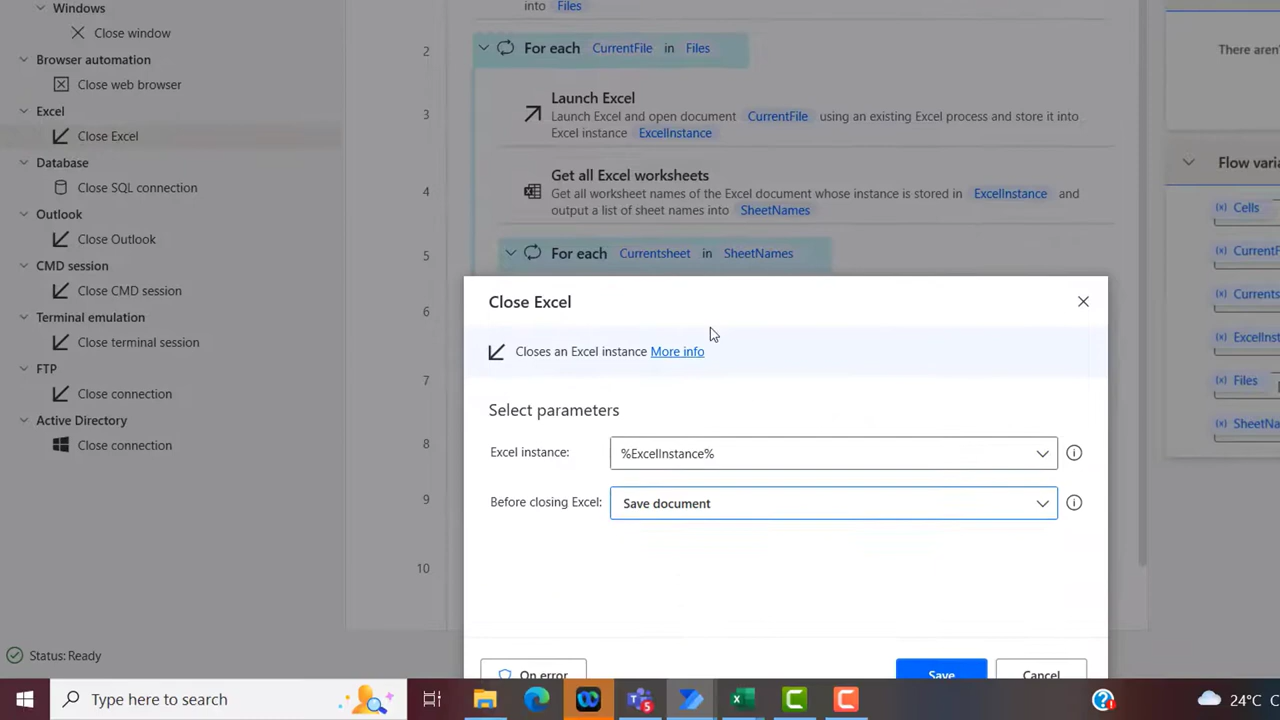 Windows
Close window
Browser automation
Close web browser
Excel
Close Excel
Database
Close SQL connection
Outlook
Close Outlook
CMD session
Close CMD session
Terminal emulation
Close terminal session
FTP
Close connection
Active Directory
Close connection
Status: Ready
into Files
2
For each CurrentFile in Files
3
Launch Excel
Launch Excel and open document CurrentFile using an existing Excel process and store it into
Excel instance ExcelInstance
4
Get all Excel worksheets
Get all worksheet names of the Excel document whose instance is stored in ExcelInstance and
output a list of sheet names into SheetNames
5
For each Currentsheet in SheetNames
6
7
8
9
10
Close Excel
Closes an Excel instance More info
Select parameters
Excel instance:
%ExcelInstance%
Before closing Excel:
Save document
On error
Save
Cancel
There aren'
Flow varia
(x) Cells
(x) CurrentF
(x) Currents
(x) ExcelIns
(x) Files
(x) SheetNa
Type here to search
5
24°C